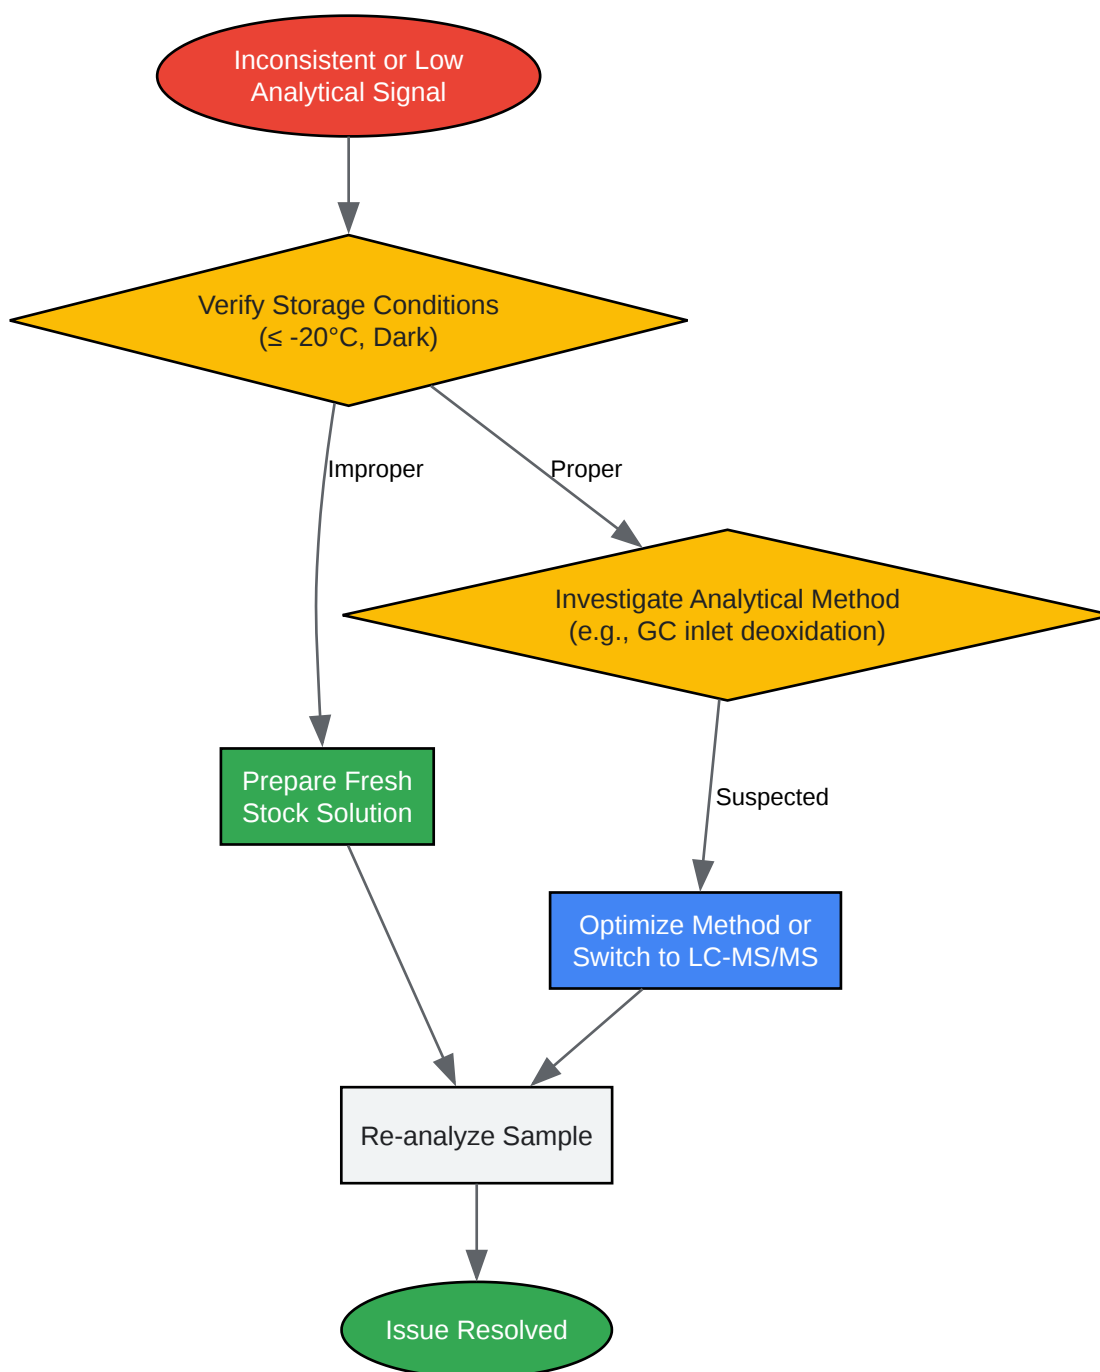 Inconsistent or Low
Analytical Signal
Verify Storage Conditions
(≤ -20°C, Dark)
Improper
Proper
Investigate Analytical Method
(e.g., GC inlet deoxidation)
Prepare Fresh
Stock Solution
Suspected
Optimize Method or
Switch to LC-MS/MS
Re-analyze Sample
Issue Resolved